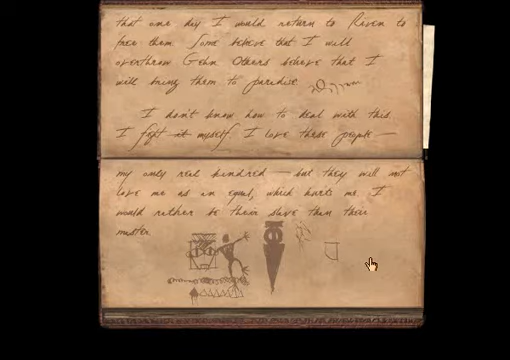 that one day I would return to Riven to
free them Some believe that I will
overthrow Gehn Others believe that I
will bring them to paradise
I don't know how to deal with this.
I myself. I love these people —
my only real kindred — but they will not
love me as an equal, which hurts me. I
would rather be their slave than their
master